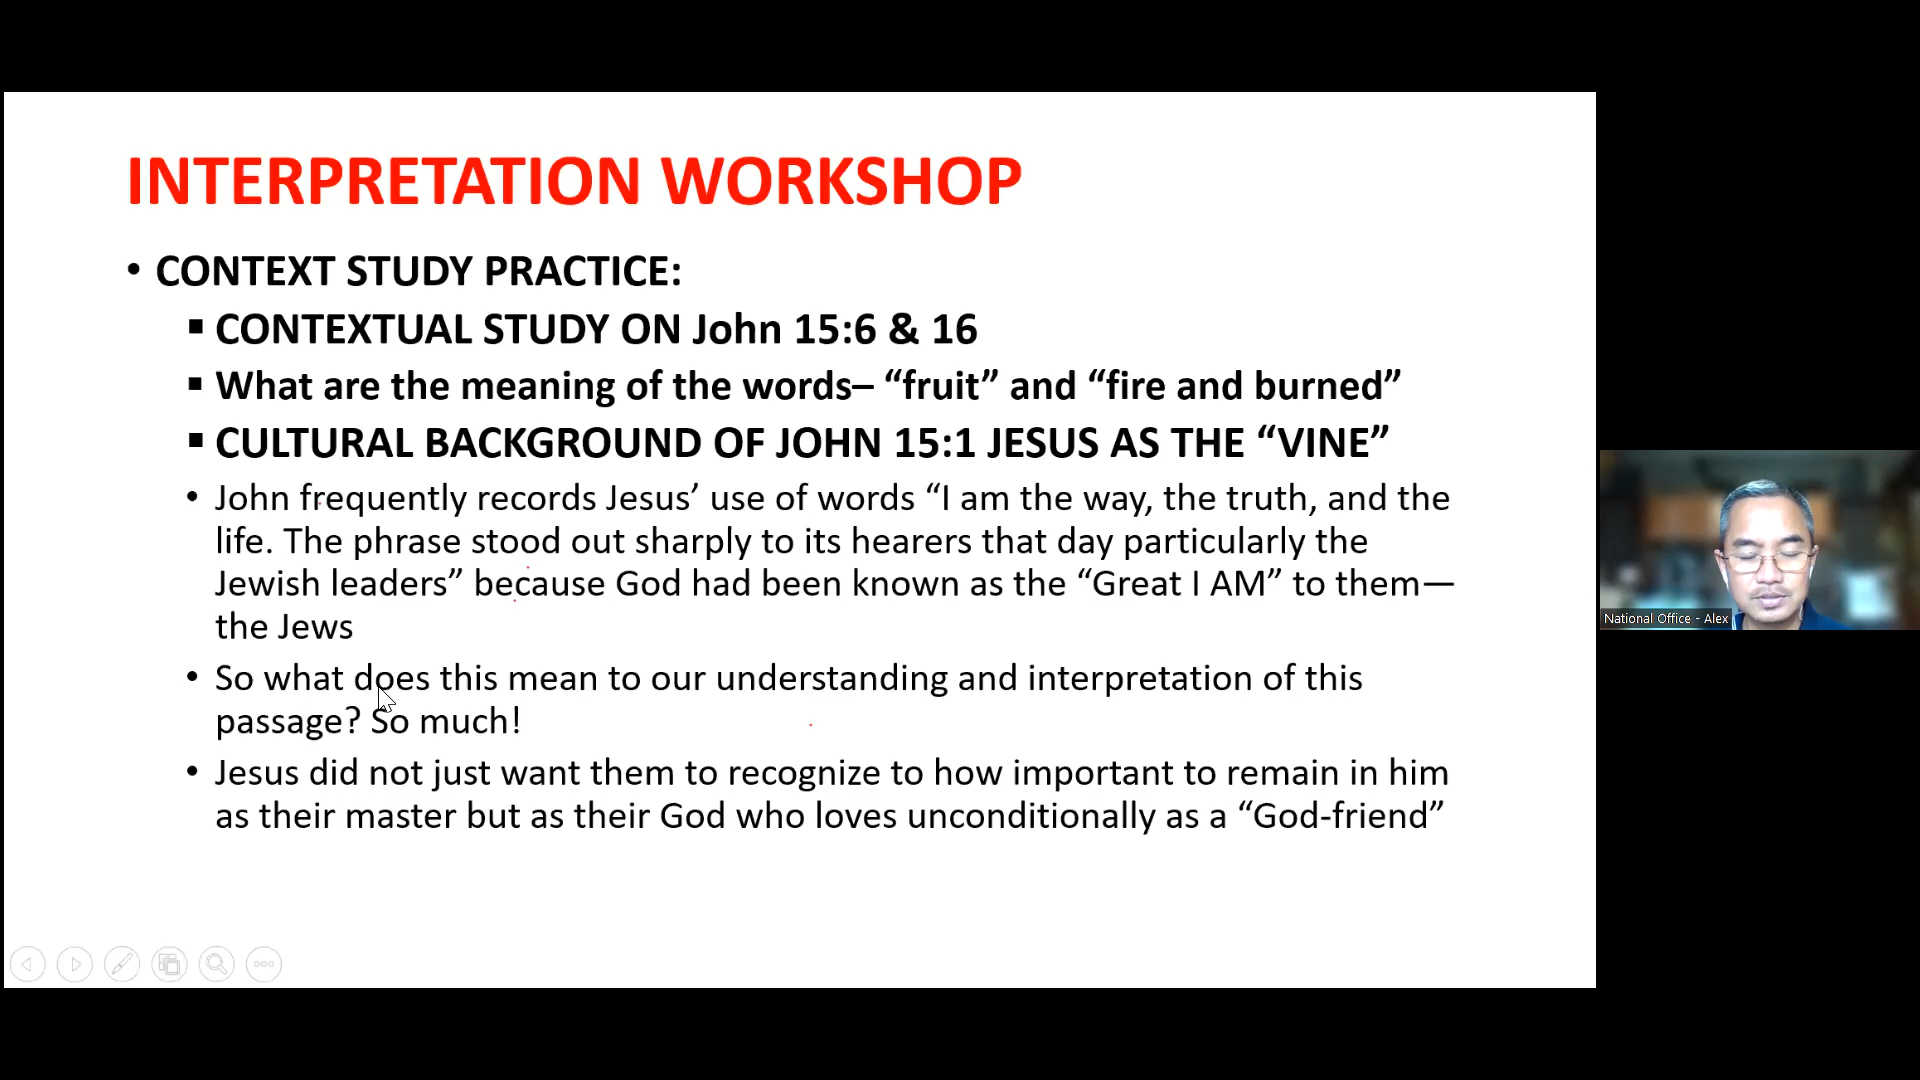 INTERPRETATION WORKSHOP
• CONTEXT STUDY PRACTICE:
▪ CONTEXTUAL STUDY ON John 15:6 & 16
▪ What are the meaning of the words– “fruit” and “fire and burned”
▪ CULTURAL BACKGROUND OF JOHN 15:1 JESUS AS THE “VINE”
• John frequently records Jesus’ use of words “I am the way, the truth, and the
life. The phrase stood out sharply to its hearers that day particularly the
Jewish leaders” because God had been known as the “Great I AM” to them—
the Jews
• So what does this mean to our understanding and interpretation of this
passage? So much!
• Jesus did not just want them to recognize to how important to remain in him
as their master but as their God who loves unconditionally as a “God-friend”
National Office - Alex